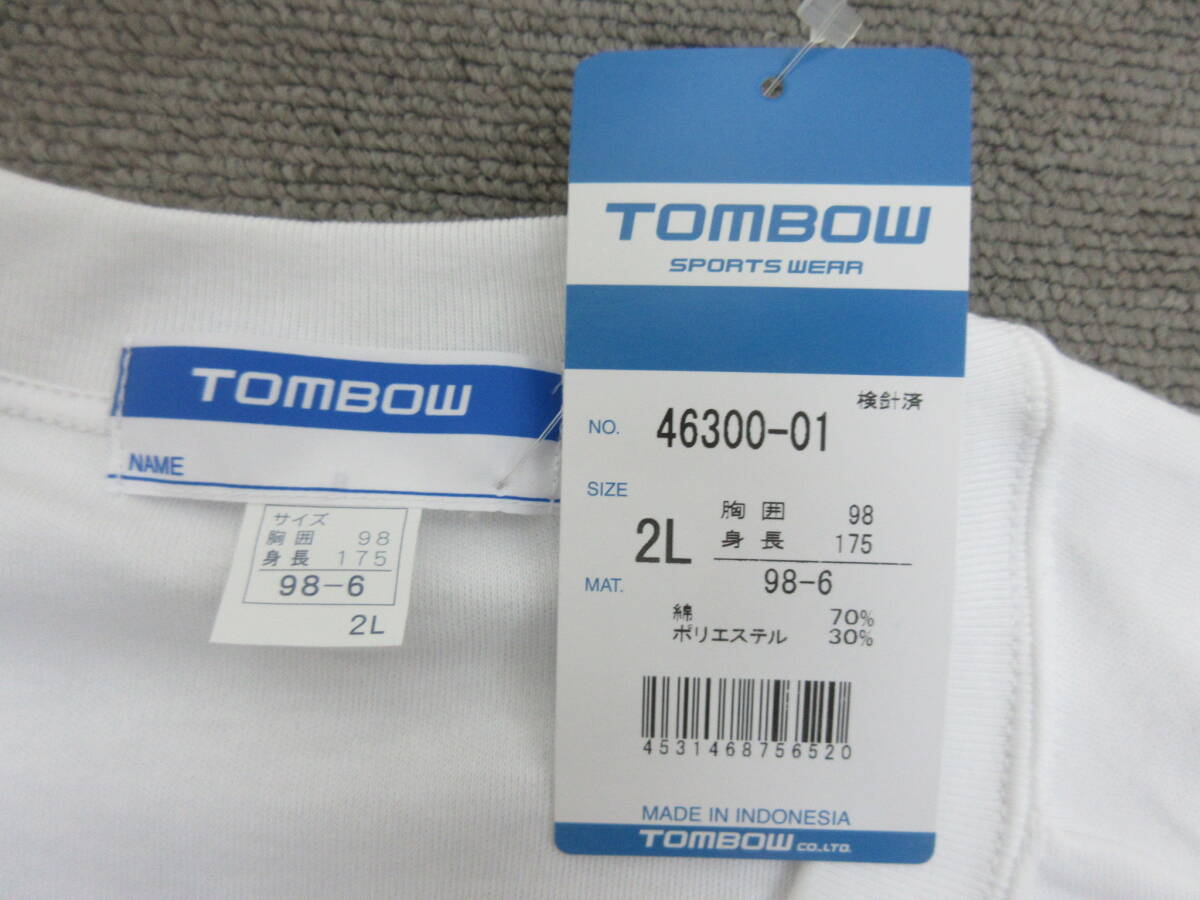 TOMBOW
NAME
サイズ
胸囲 98
身長 175
98-6
2L
TOMBOW
SPORTS WEAR
検針済
NO. 46300-01
SIZE
2L
胸囲 98
身長 175
98-6
MAT.
綿 70%
ポリエステル 30%
4531468756520
MADE IN INDONESIA
TOMBOW CO.,LTD.